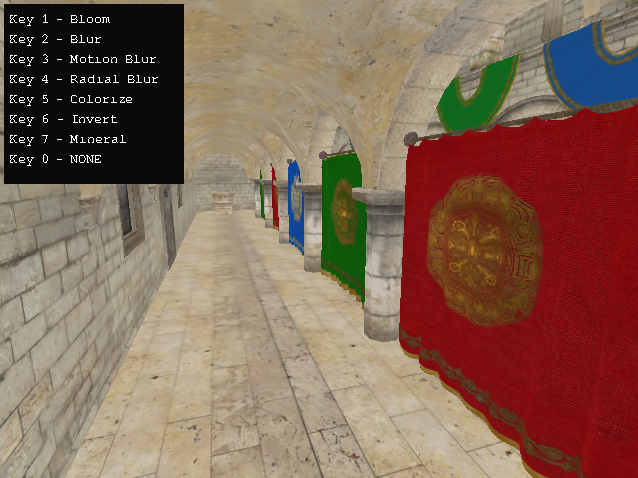 Key 1 - Bloom
Key 2 - Blur
Key 3 - Motion Blur
Key 4 - Radial Blur
Key 5 - Colorize
Key 6 - Invert
Key 7 - Mineral
Key 0 - NONE